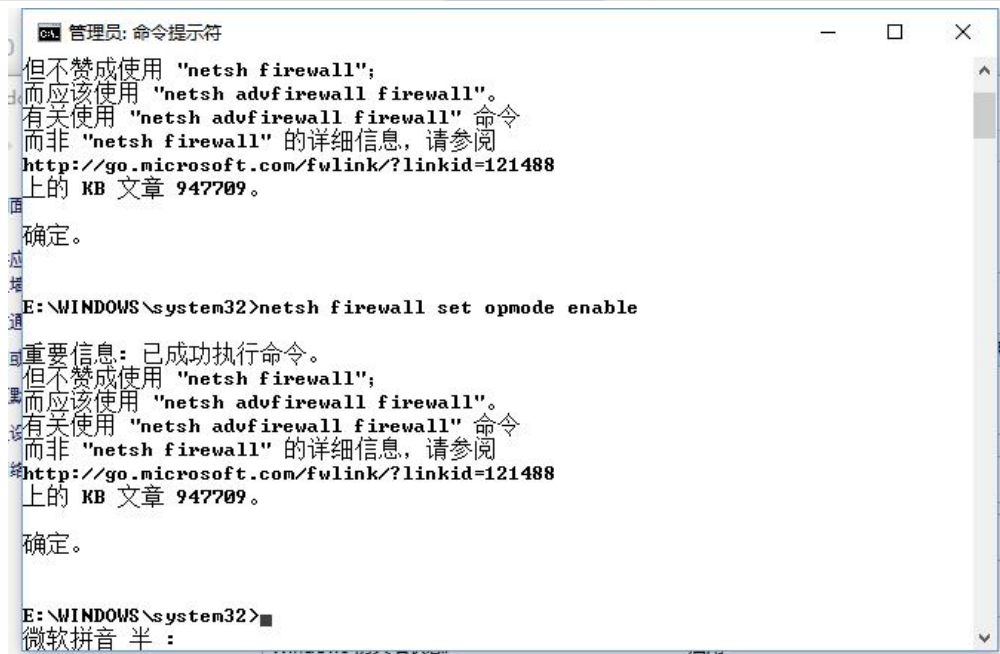 管理员: 命令提示符
但不赞成使用 "netsh firewall";
而应该使用 "netsh advfirewall firewall"。
有关使用 "netsh advfirewall firewall" 命令
而非 "netsh firewall" 的详细信息，请参阅
http://go.microsoft.com/fwlink/?linkid=121488
上的 KB 文章 947709。
确定。
E:\WINDOWS\system32>netsh firewall set opmode enable
重要信息: 已成功执行命令。
但不赞成使用 "netsh firewall";
而应该使用 "netsh advfirewall firewall"。
有关使用 "netsh advfirewall firewall" 命令
而非 "netsh firewall" 的详细信息，请参阅
http://go.microsoft.com/fwlink/?linkid=121488
上的 KB 文章 947709。
确定。
E:\WINDOWS\system32>
微软拼音 半 :